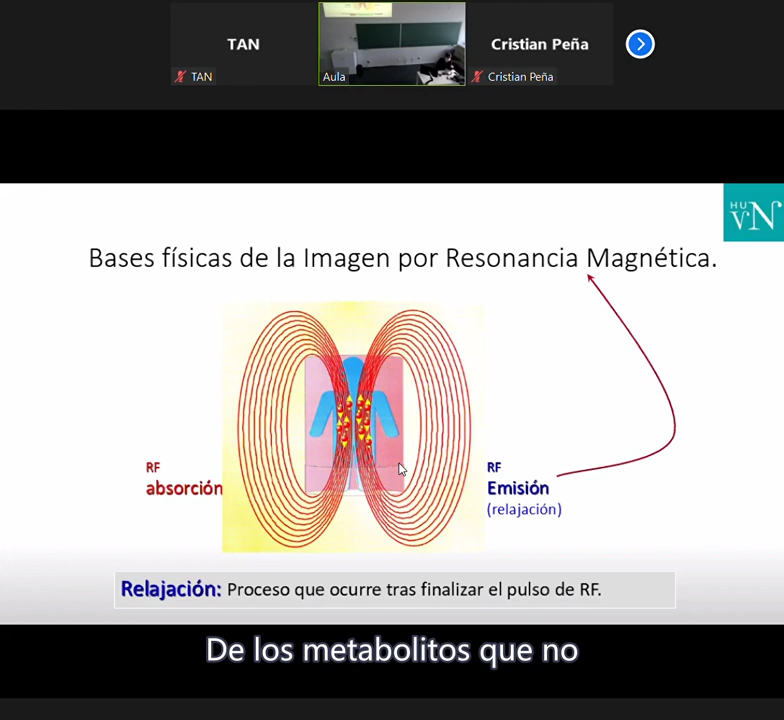 TAN
Cristian Peña
TAN
Aula
Cristian Peña
HU
VN
Bases físicas de la Imagen por Resonancia Magnética.
RF
absorción
RF
Emisión
(relajación)
Relajación: Proceso que ocurre tras finalizar el pulso de RF.
De los metabolitos que no